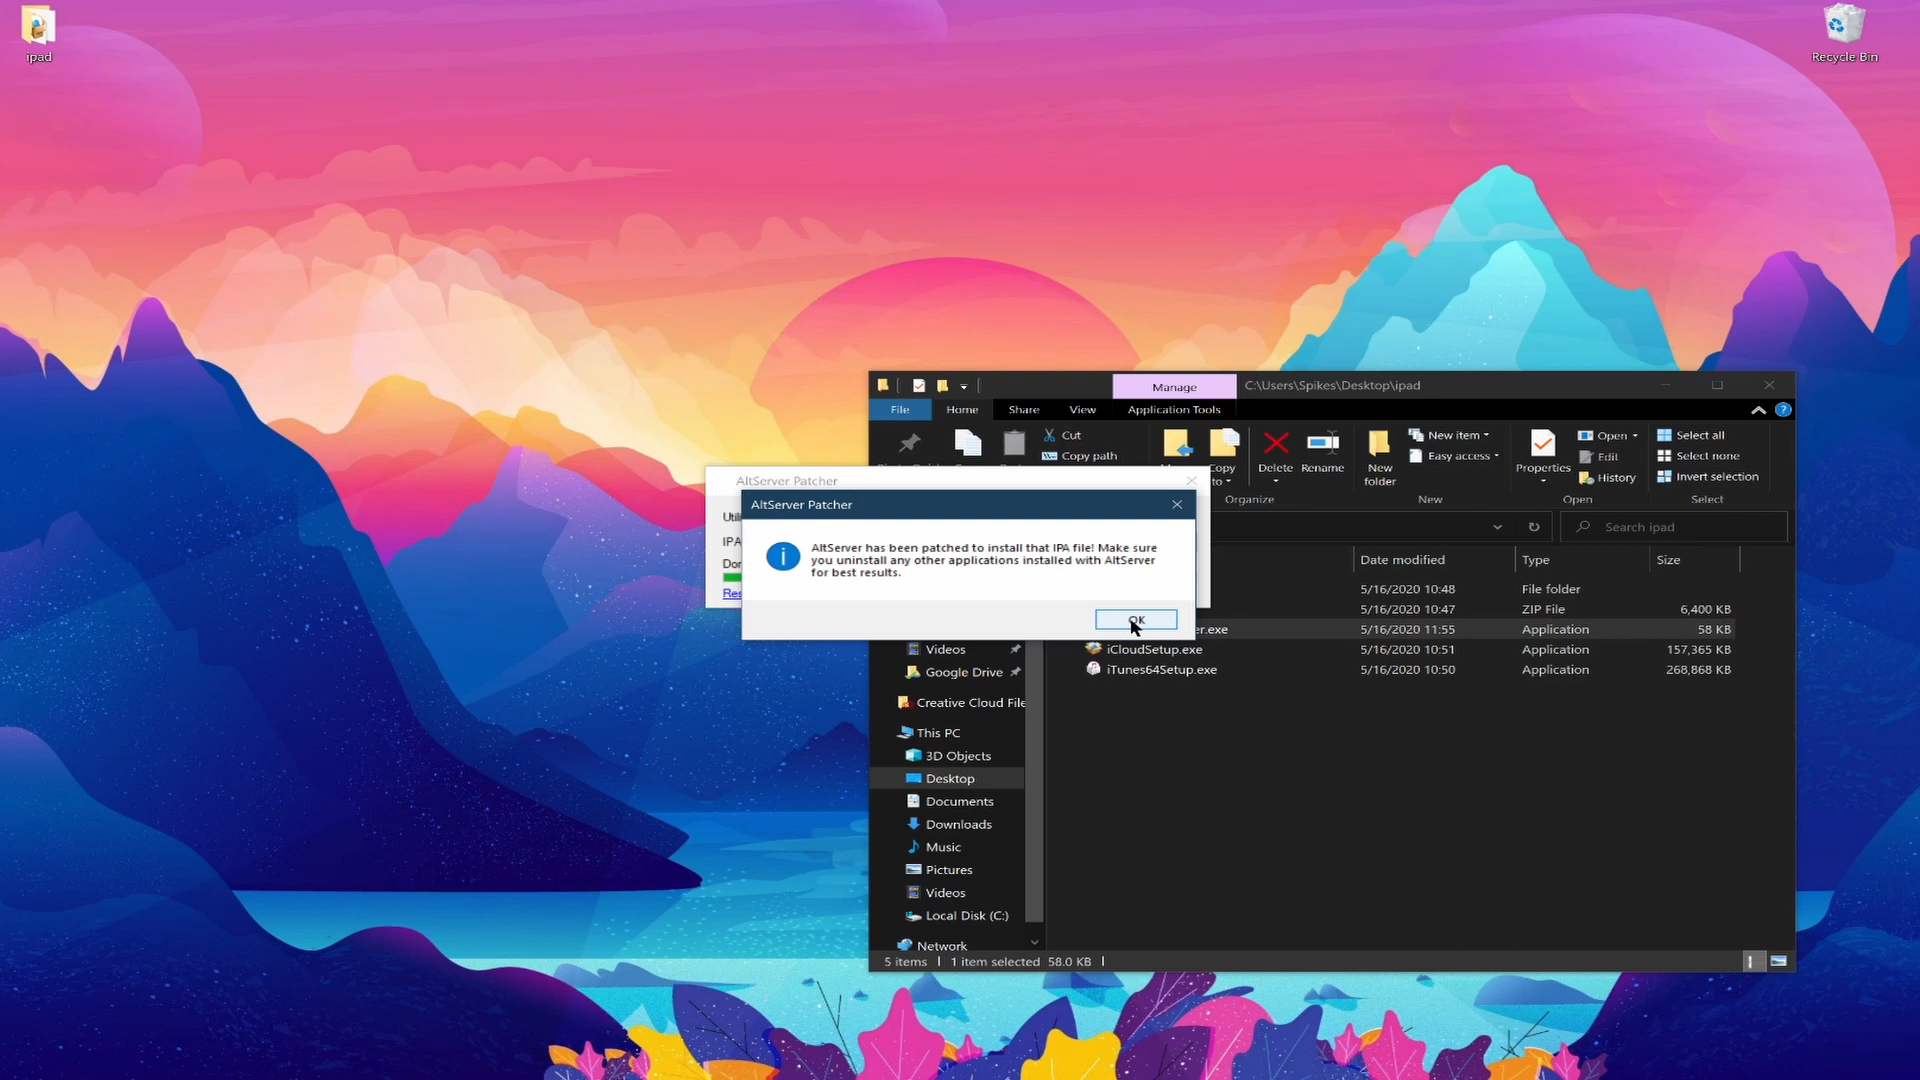 ipad
Recycle Bin
Manage
C:\Users\Spikes\Desktop\ipad
File
Home
Share
View
Application Tools
Cut
Copy path
Delete
Rename
New
folder
New item
Easy access
Properties
Open
Edit
History
Select all
Select none
Invert selection
Organize
New
Open
Select
AltServer Patcher
AltServer Patcher
AltServer has been patched to install that IPA file! Make sure
you uninstall any other applications installed with AltServer
for best results.
OK
IPA
Search ipad
Date modified
Type
Size
5/16/2020 10:48
File folder
5/16/2020 10:47
ZIP File
6,400 KB
er.exe
5/16/2020 11:55
Application
58 KB
iCloudSetup.exe
5/16/2020 10:51
Application
157,365 KB
iTunes64Setup.exe
5/16/2020 10:50
Application
268,868 KB
Videos
Google Drive
Creative Cloud File
This PC
3D Objects
Desktop
Documents
Downloads
Music
Pictures
Videos
Local Disk (C:)
Network
5 items
1 item selected 58.0 KB